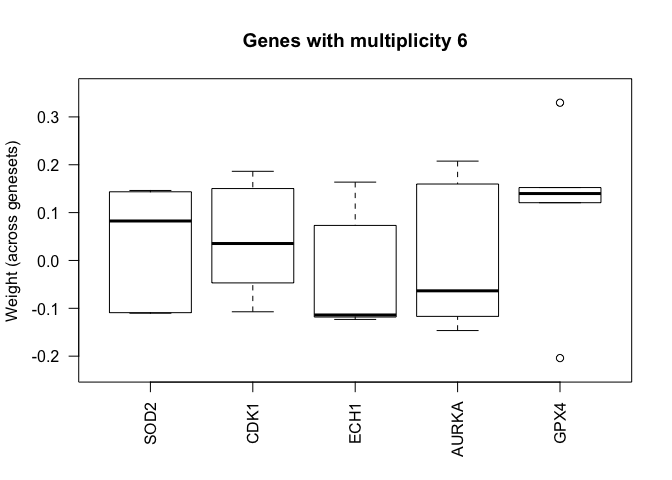 Genes with multiplicity 6
Weight (across genesets)
0.3
0.2
0.1
0.0
-0.1
-0.2
SOD2
CDK1
ECH1
AURKA
GPX4